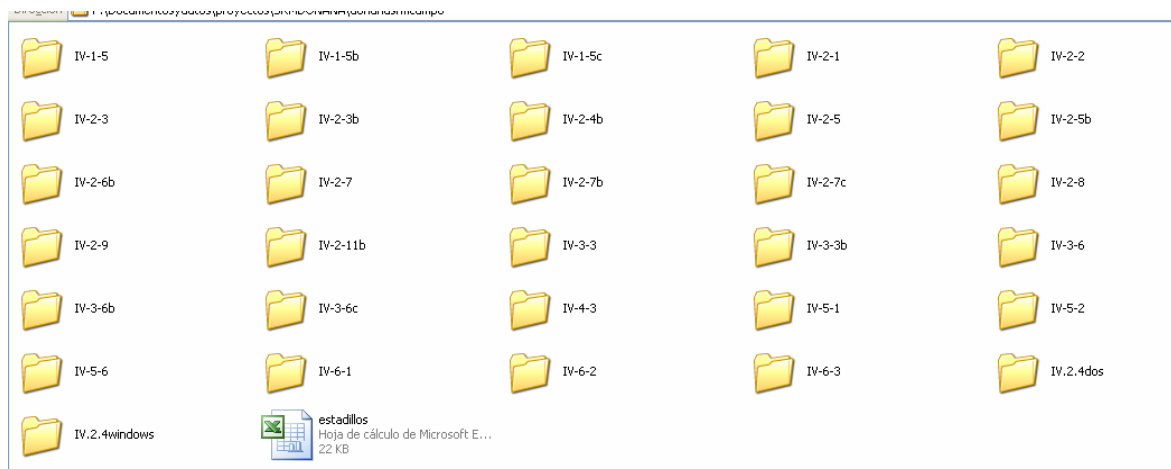 IV-1-5 IV-1-5b IV-1-5c IV-2-1 IV-2-2
IV-2-3 IV-2-3b IV-2-4b IV-2-5 IV-2-5b
IV-2-6b IV-2-7 IV-2-7b IV-2-7c IV-2-8
IV-2-9 IV-2-11b IV-3-3 IV-3-3b IV-3-6
IV-3-6b IV-3-6c IV-4-3 IV-5-1 IV-5-2
IV-5-6 IV-6-1 IV-6-2 IV-6-3 IV.2.4dos
IV.2.4windows estadillos
Hoja de cálculo de Microsoft E...
22 KB